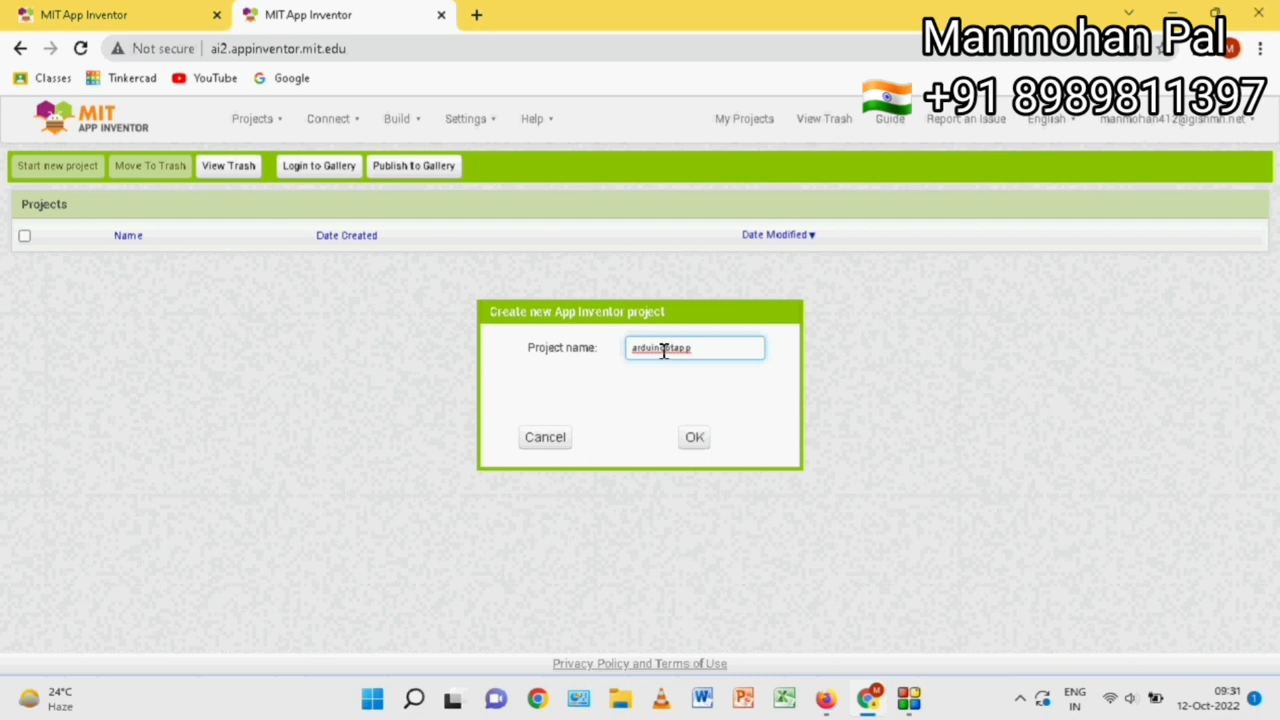 MIT App Inventor
MIT App Inventor
Not secure
ai2.appinventor.mit.edu
Manmohan Pal
+91 8989811397
Classes
Tinkercad
YouTube
Google
MIT
APP INVENTOR
Projects
Connect
Build
Settings
Help
My Projects
View Trash
Guide
Report an Issue
English
manmohan412@gishmn.net
Start new project
Move To Trash
View Trash
Login to Gallery
Publish to Gallery
Projects
Name
Date Created
Date Modified
Create new App Inventor project
Project name:
Cancel
OK
Privacy Policy and Terms of Use
24°C
Haze
ENG
IN
09:31
12-Oct-2022
1